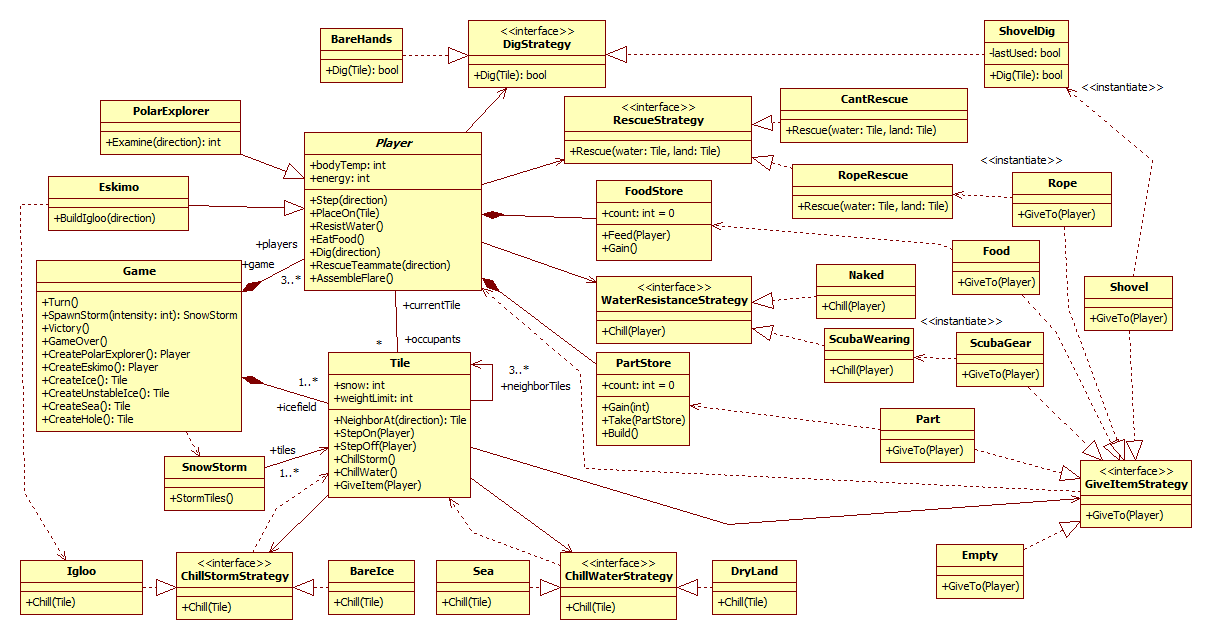 BareHands
+Dig(Tile): bool
<<interface>>
DigStrategy
+Dig(Tile): bool
ShovelDig
-lastUsed: bool
+Dig(Tile): bool
<<instantiate>>
PolarExplorer
+Examine(direction): int
Player
+bodyTemp: int
+energy: int
+Step(direction)
+PlaceOn(Tile)
+ResistWater()
+EatFood()
+Dig(direction)
+RescueTeammate(direction)
+AssembleFlare()
<<interface>>
RescueStrategy
+Rescue(water: Tile, land: Tile)
CantRescue
+Rescue(water: Tile, land: Tile)
<<instantiate>>
RopeRescue
+Rescue(water: Tile, land: Tile)
Rope
+GiveTo(Player)
Eskimo
+BuildIgloo(direction)
FoodStore
+count: int = 0
+Feed(Player)
+Gain()
+players
+game
3..*
Food
+GiveTo(Player)
Game
+Turn()
+SpawnStorm(intensity: int): SnowStorm
+Victory()
+GameOver()
+CreatePolarExplorer(): Player
+CreateEskimo(): Player
+CreateIce(): Tile
+CreateUnstableIce(): Tile
+CreateSea(): Tile
+CreateHole(): Tile
+currentTile
*
+occupants
<<interface>>
WaterResistanceStrategy
+Chill(Player)
Naked
+Chill(Player)
Shovel
+GiveTo(Player)
<<instantiate>>
ScubaWearing
+Chill(Player)
ScubaGear
+GiveTo(Player)
Tile
+snow: int
+weightLimit: int
+NeighborAt(direction): Tile
+StepOn(Player)
+StepOff(Player)
+ChillStorm()
+ChillWater()
+GiveItem(Player)
3..*
+neighborTiles
PartStore
+count: int = 0
+Gain(int)
+Take(PartStore)
+Build()
1..*
+icefield
Part
+GiveTo(Player)
+tiles
1..*
SnowStorm
+StormTiles()
<<interface>>
GiveItemStrategy
+GiveTo(Player)
Empty
+GiveTo(Player)
Igloo
+Chill(Tile)
<<interface>>
ChillStormStrategy
+Chill(Tile)
BareIce
+Chill(Tile)
Sea
+Chill(Tile)
<<interface>>
ChillWaterStrategy
+Chill(Tile)
DryLand
+Chill(Tile)